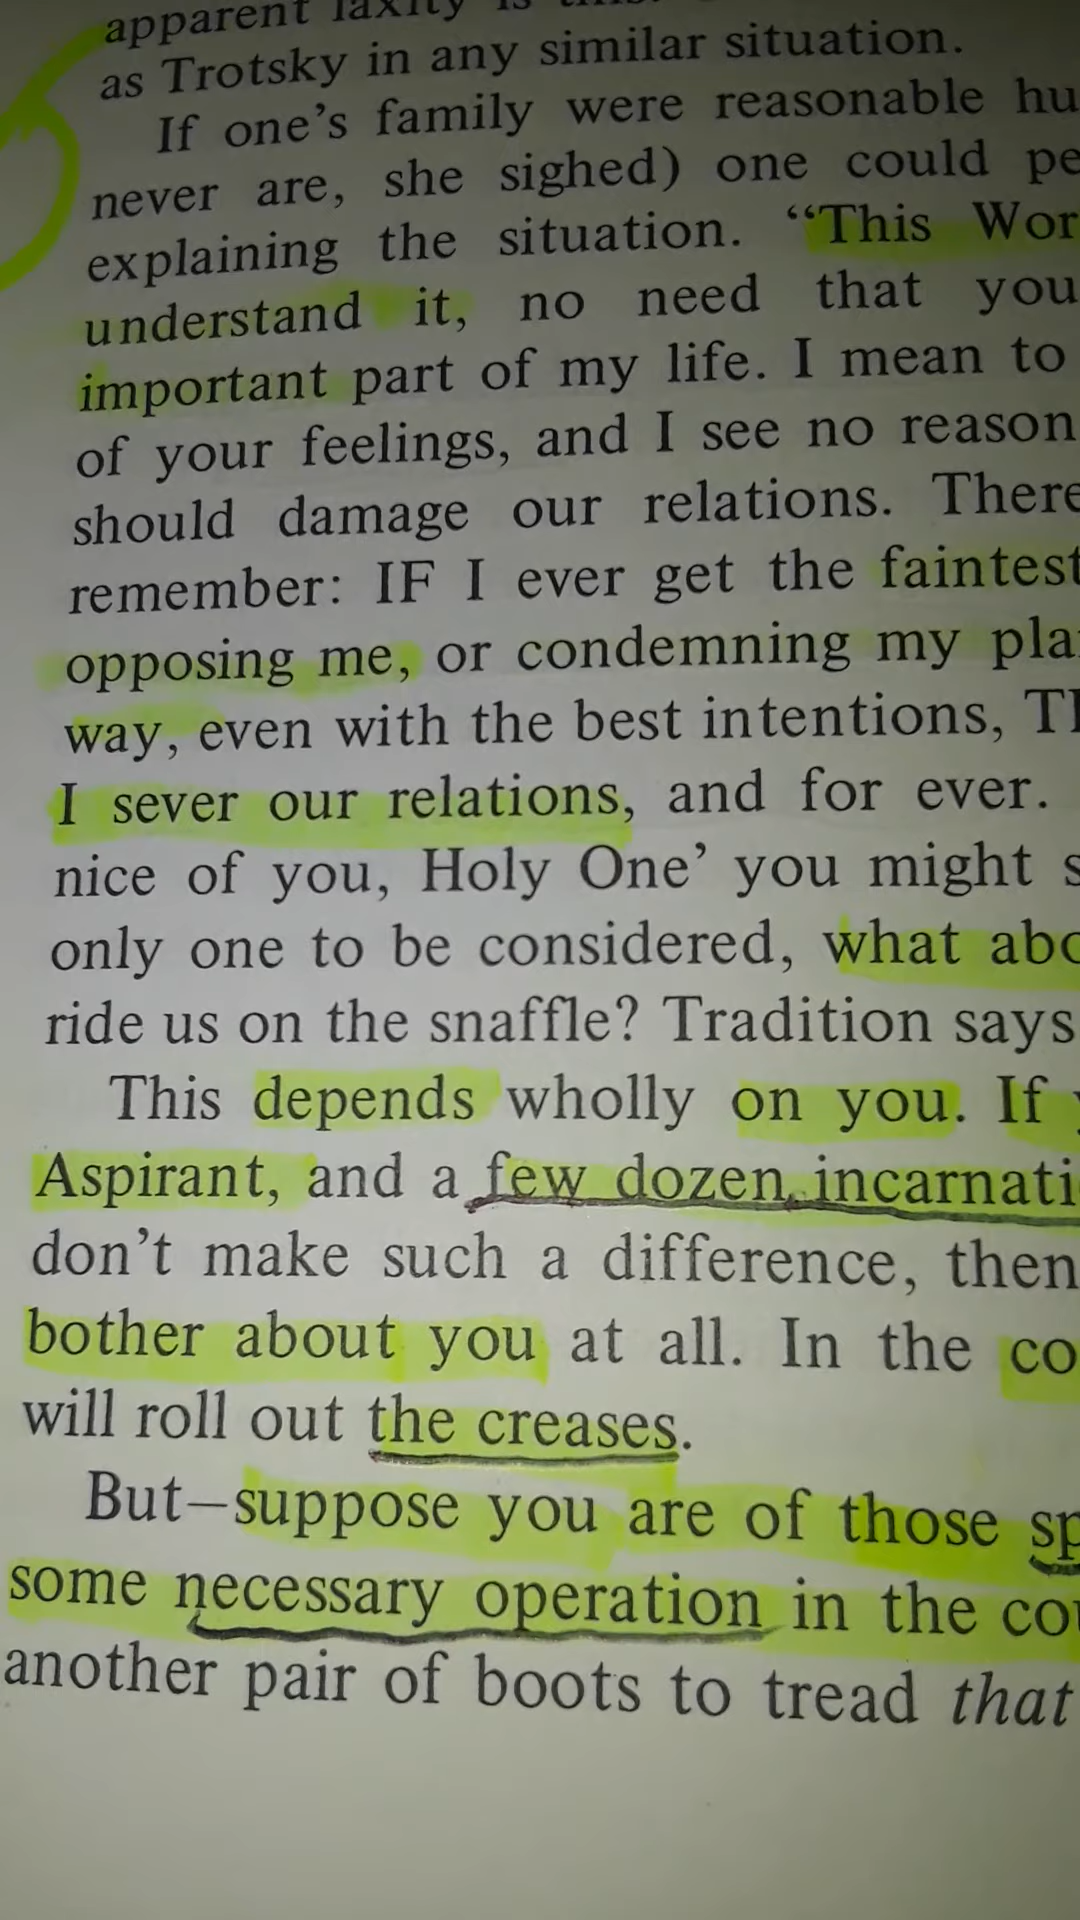 apparent laxity is
as Trotsky in any similar situation.
If one's family were reasonable hu
never are, she sighed) one could pe
explaining the situation. “This Wor
understand it, no need that you
important part of my life. I mean to
of your feelings, and I see no reason
should damage our relations. There
remember: IF I ever get the faintest
opposing me, or condemning my pla
way, even with the best intentions, TH
I sever our relations, and for ever.
nice of you, Holy One’ you might s
only one to be considered, what abo
ride us on the snaffle? Tradition says
This depends wholly on you. If y
Aspirant, and a few dozen incarnati
don't make such a difference, then
bother about you at all. In the co
will roll out the creases.
But—suppose you are of those sp
some necessary operation in the cou
another pair of boots to tread that